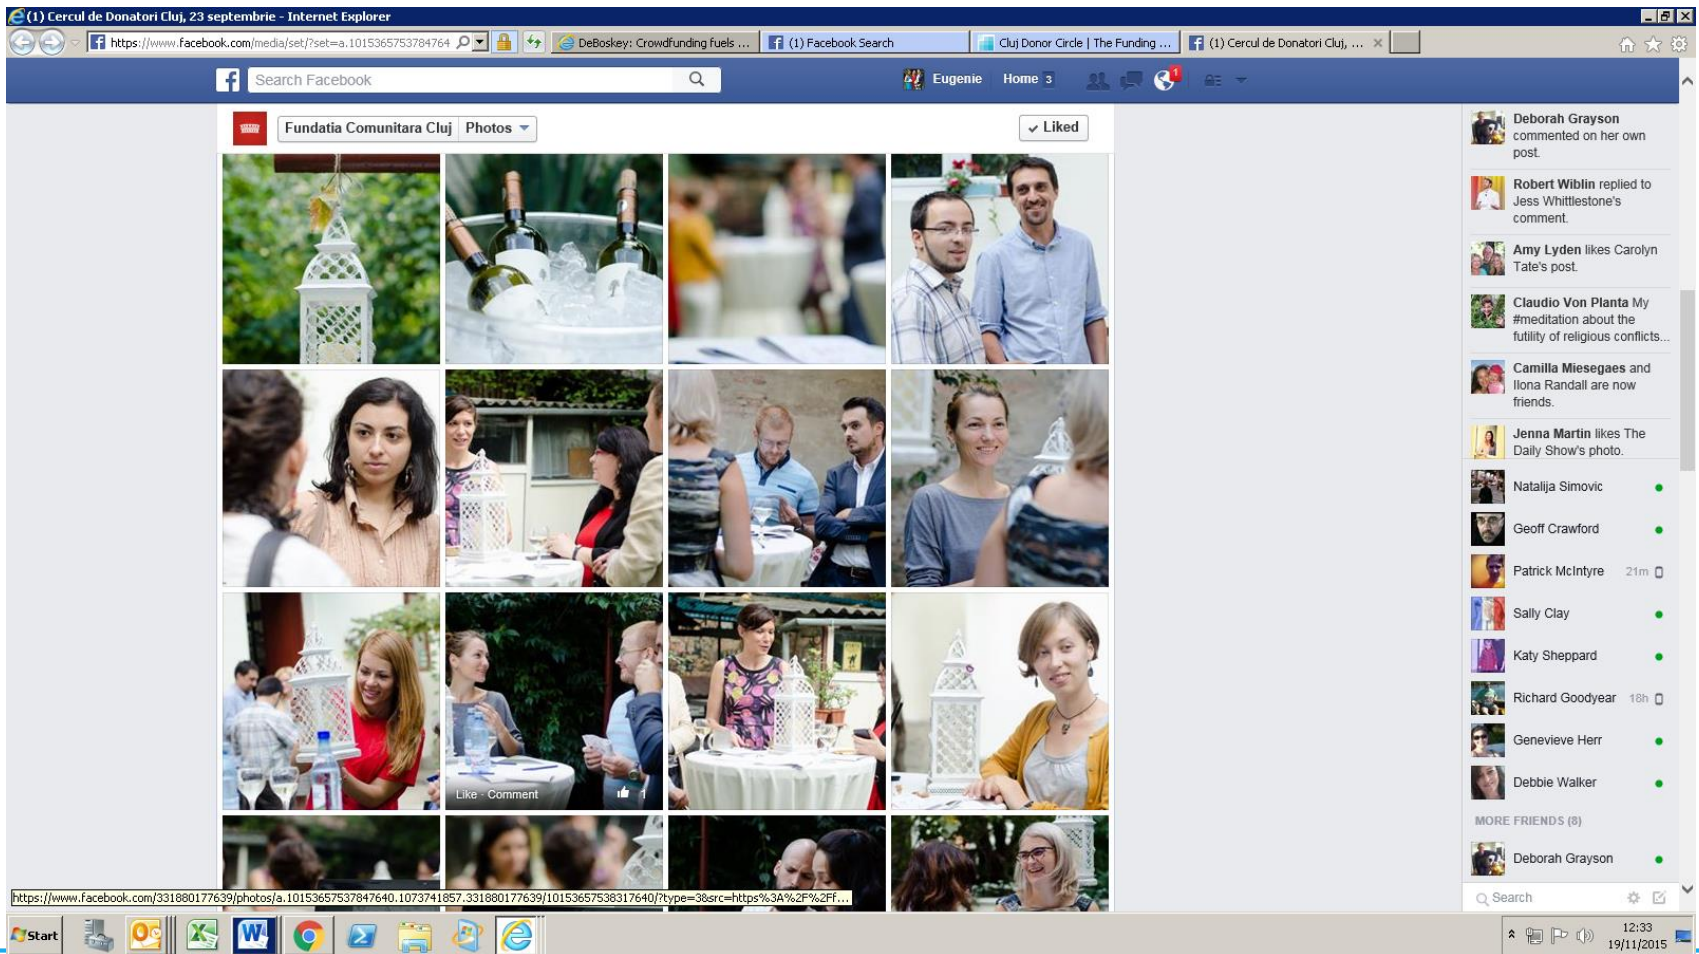 (1) Cercul de Donatori Cluj, 23 septembrie - Internet Explorer
https://www.facebook.com/media/set/?set=a.1015365753784764
DeBoskey: Crowdfunding fuels ...
(1) Facebook Search
Cluj Donor Circle | The Funding ...
(1) Cercul de Donatori Cluj, ...
Search Facebook
Eugenie
Home 3
1
Fundatia Comunitara Cluj
Photos
Liked
Like · Comment
1
Deborah Grayson
commented on her own
post.
Robert Wiblin replied to
Jess Whittlestone's
comment.
Amy Lyden likes Carolyn
Tate's post.
Claudio Von Planta My
#meditation about the
futility of religious conflicts...
Camilla Miesegaes and
Ilona Randall are now
friends.
Jenna Martin likes The
Daily Show's photo.
Natalija Simovic
Geoff Crawford
Patrick McIntyre 21m
Sally Clay
Katy Sheppard
Richard Goodyear 18h
Genevieve Herr
Debbie Walker
MORE FRIENDS (8)
Deborah Grayson
Search
https://www.facebook.com/331880177639/photos/a.10153657537847640.1073741857.331880177639/10153657538317640/?type=3&src=https%3A%2F%2Ff...
Start
12:33
19/11/2015